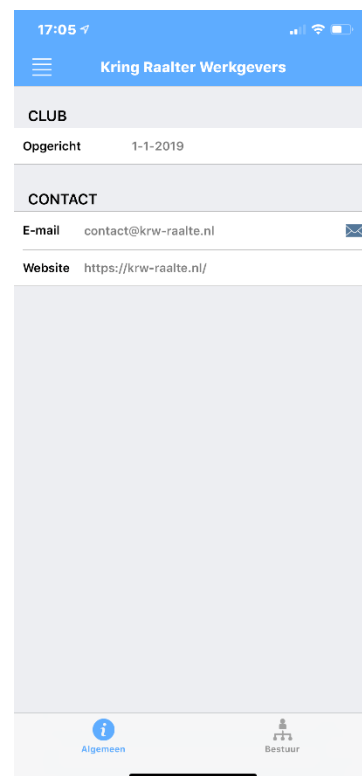 17:05
Kring Raalter Werkgevers
CLUB
Opgericht 1-1-2019
CONTACT
E-mail contact@krw-raalte.nl
Website https://krw-raalte.nl/
Algemeen Bestuur